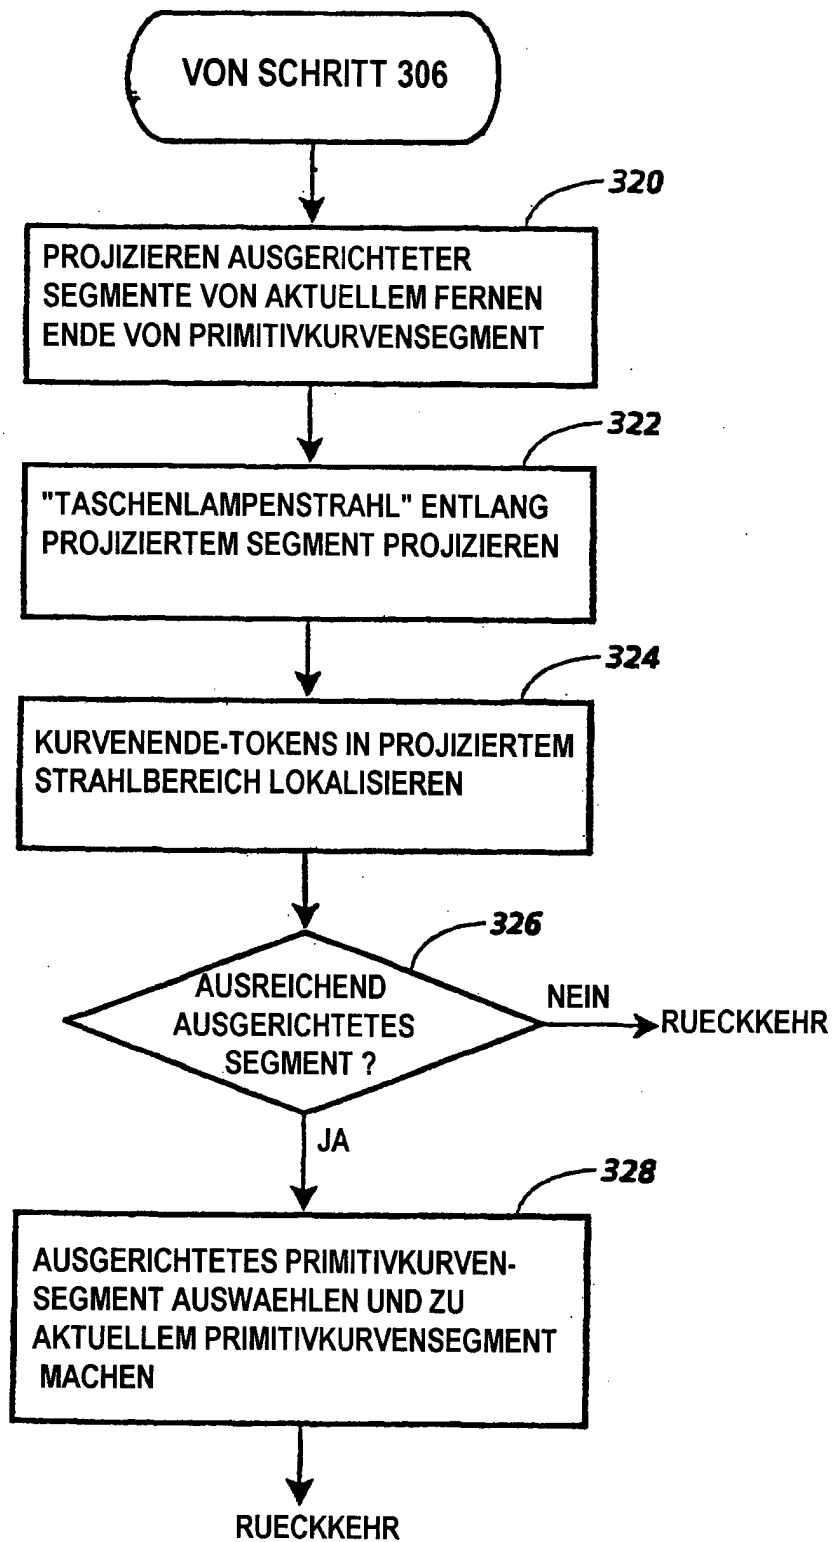 VON SCHRITT 306
320
PROJIZIEREN AUSGERICHTETER
SEGMENTE VON AKTUELLEM FERNEN
ENDE VON PRIMITIVKURVENSEGMENT
322
"TASCHENLAMPENSTRAHL" ENTLANG
PROJIZIERTEM SEGMENT PROJIZIEREN
324
KURVENENDE-TOKENS IN PROJIZIERTEM
STRAHLBEREICH LOKALISIEREN
326
AUSREICHEND
AUSGERICHTETES
SEGMENT ?
NEIN
RUECKKEHR
JA
328
AUSGERICHTETES PRIMITIVKURVEN-
SEGMENT AUSWAEHLEN UND ZU
AKTUELLEM PRIMITIVKURVENSEGMENT
MACHEN
RUECKKEHR